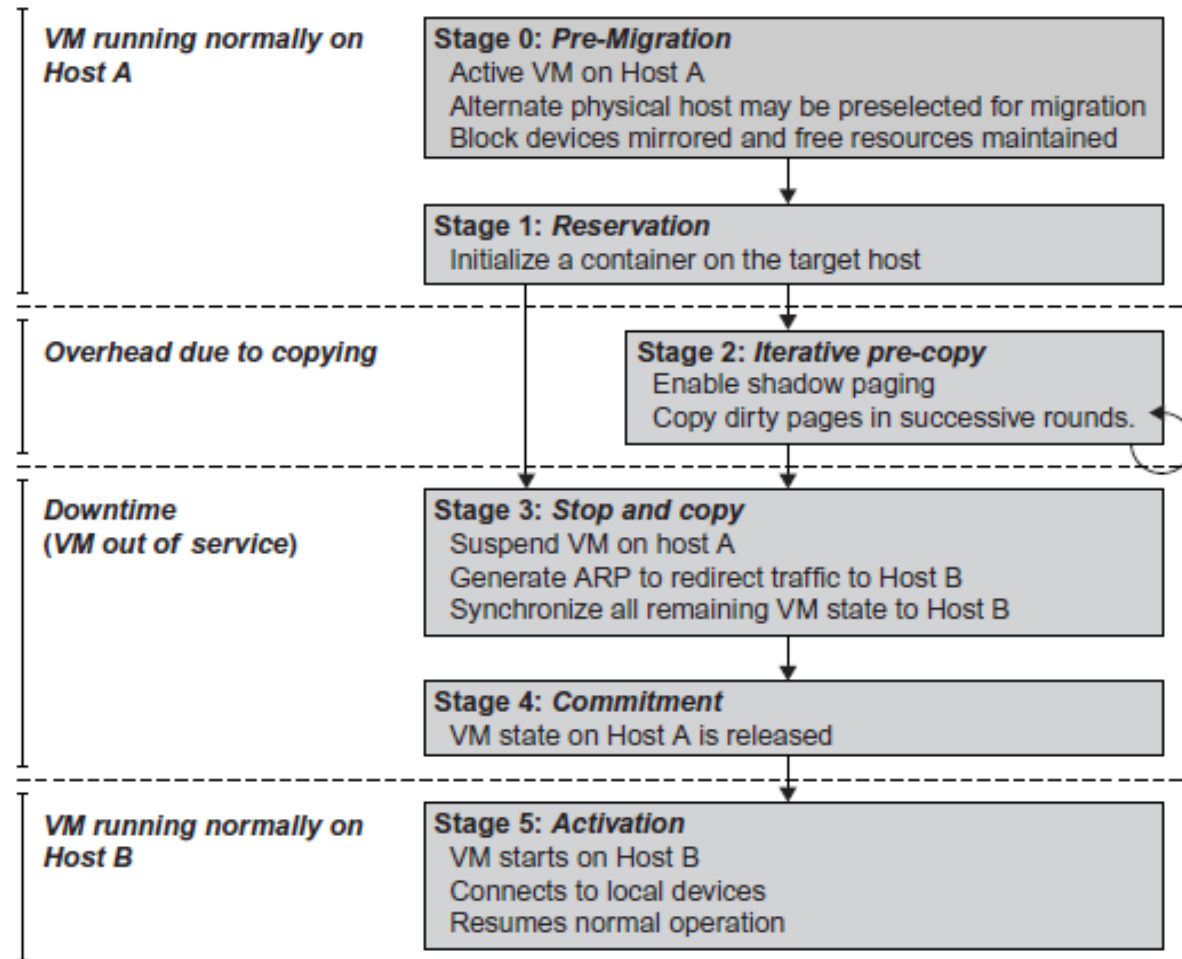 VM running normally on
Host A
Stage 0: Pre-Migration
Active VM on Host A
Alternate physical host may be preselected for migration
Block devices mirrored and free resources maintained
Stage 1: Reservation
Initialize a container on the target host
Overhead due to copying
Stage 2: Iterative pre-copy
Enable shadow paging
Copy dirty pages in successive rounds.
Downtime
(VM out of service)
Stage 3: Stop and copy
Suspend VM on host A
Generate ARP to redirect traffic to Host B
Synchronize all remaining VM state to Host B
Stage 4: Commitment
VM state on Host A is released
VM running normally on
Host B
Stage 5: Activation
VM starts on Host B
Connects to local devices
Resumes normal operation